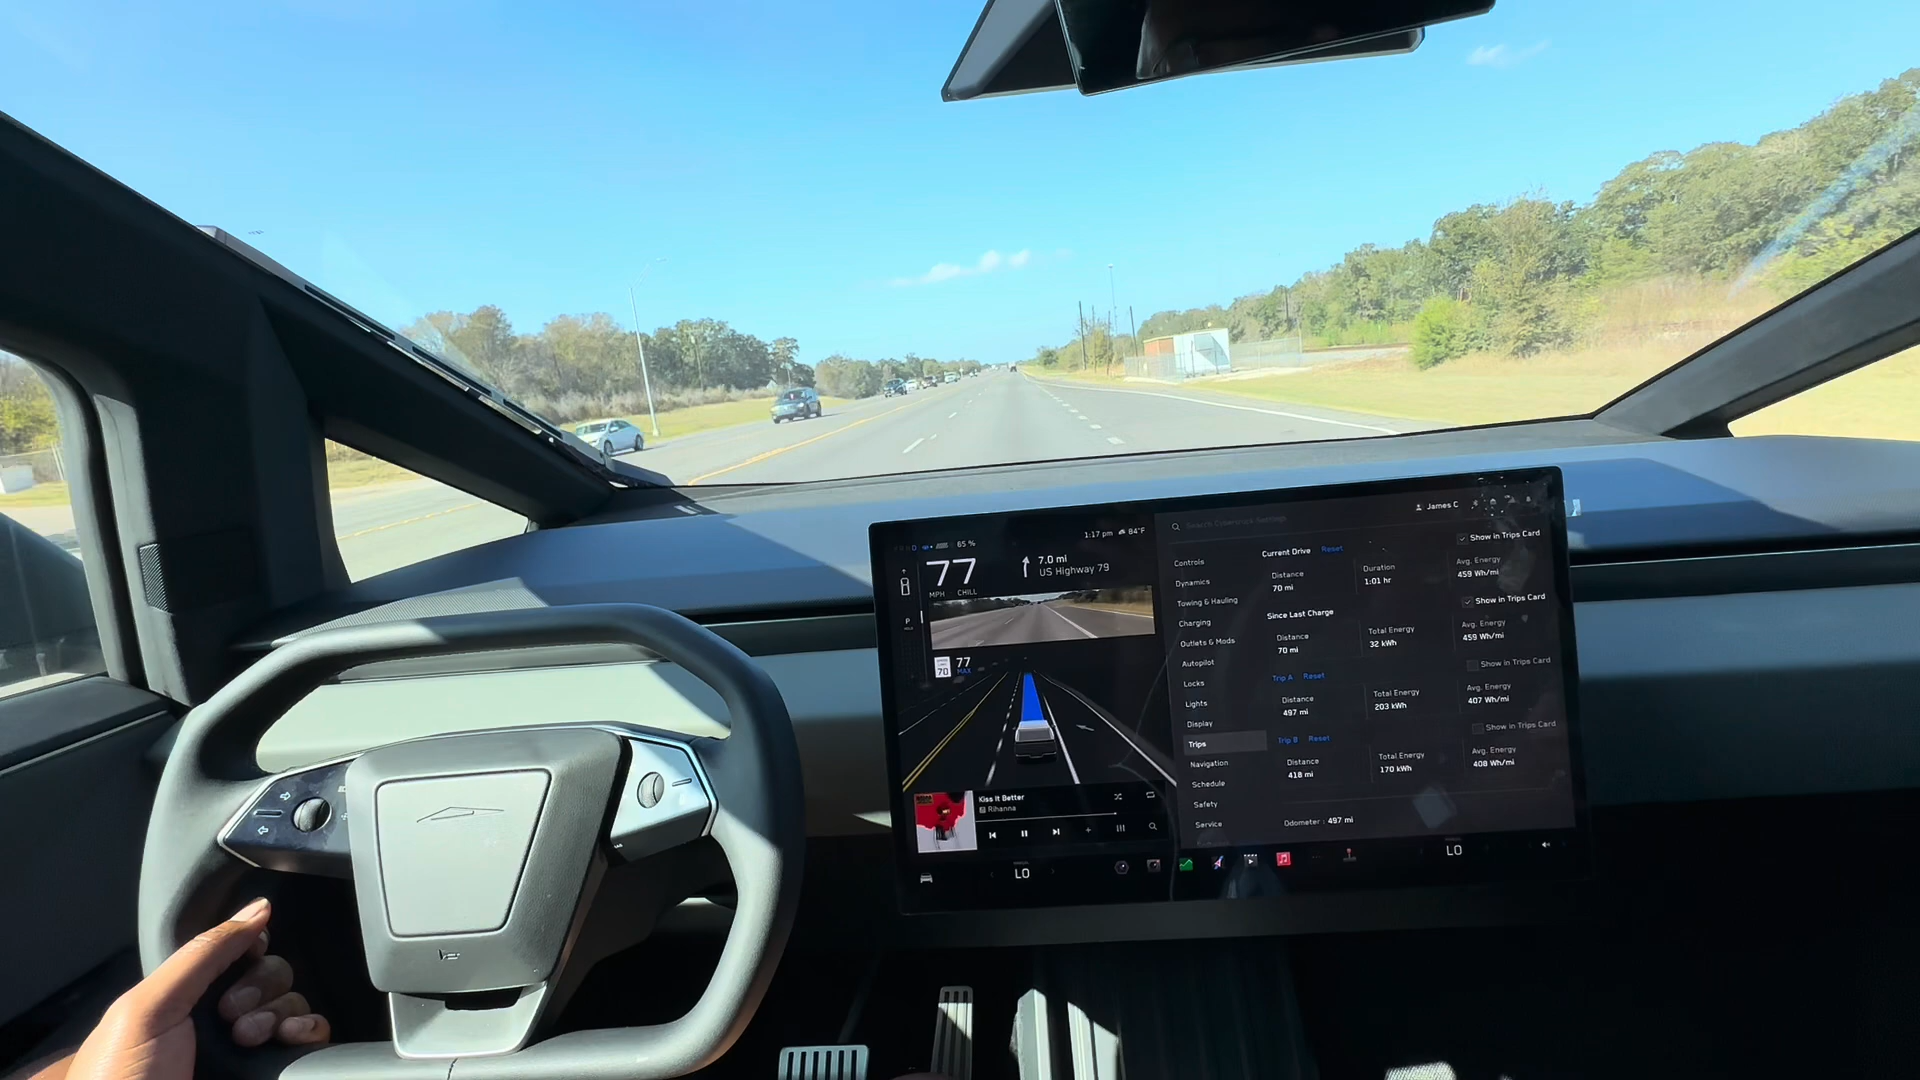 65 %
1:17 pm 84°F
77
MPH CHILL
7.0 mi
US Highway 79
P
70
77
MAX
Kiss It Better
Rihanna
LO
Search Cybertruck Settings
James C
Controls
Dynamics
Towing & Hauling
Charging
Outlets & Mods
Autopilot
Locks
Lights
Display
Trips
Navigation
Schedule
Safety
Service
Current Drive Reset
Show in Trips Card
Distance Duration Avg. Energy
70 mi 1:01 hr 459 Wh/mi
Since Last Charge
Show in Trips Card
Distance Total Energy Avg. Energy
70 mi 32 kWh 459 Wh/mi
Trip A Reset
Show in Trips Card
Distance Total Energy Avg. Energy
497 mi 203 kWh 407 Wh/mi
Trip B Reset
Show in Trips Card
Distance Total Energy Avg. Energy
418 mi 170 kWh 408 Wh/mi
Odometer : 497 mi
LO